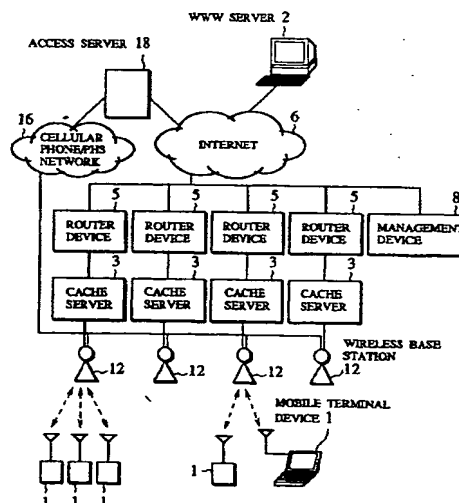 WWW SERVER 2
ACCESS SERVER 18
16
CELLULAR
PHONE/PHS
NETWORK
6
INTERNET
5
5
5
5
8
ROUTER
DEVICE
ROUTER
DEVICE
ROUTER
DEVICE
ROUTER
DEVICE
MANAGEMENT
DEVICE
3
3
3
3
CACHE
SERVER
CACHE
SERVER
CACHE
SERVER
CACHE
SERVER
WIRELESS BASE
STATION
12
12
12
12
MOBILE TERMINAL
DEVICE 1
1
1
1
1